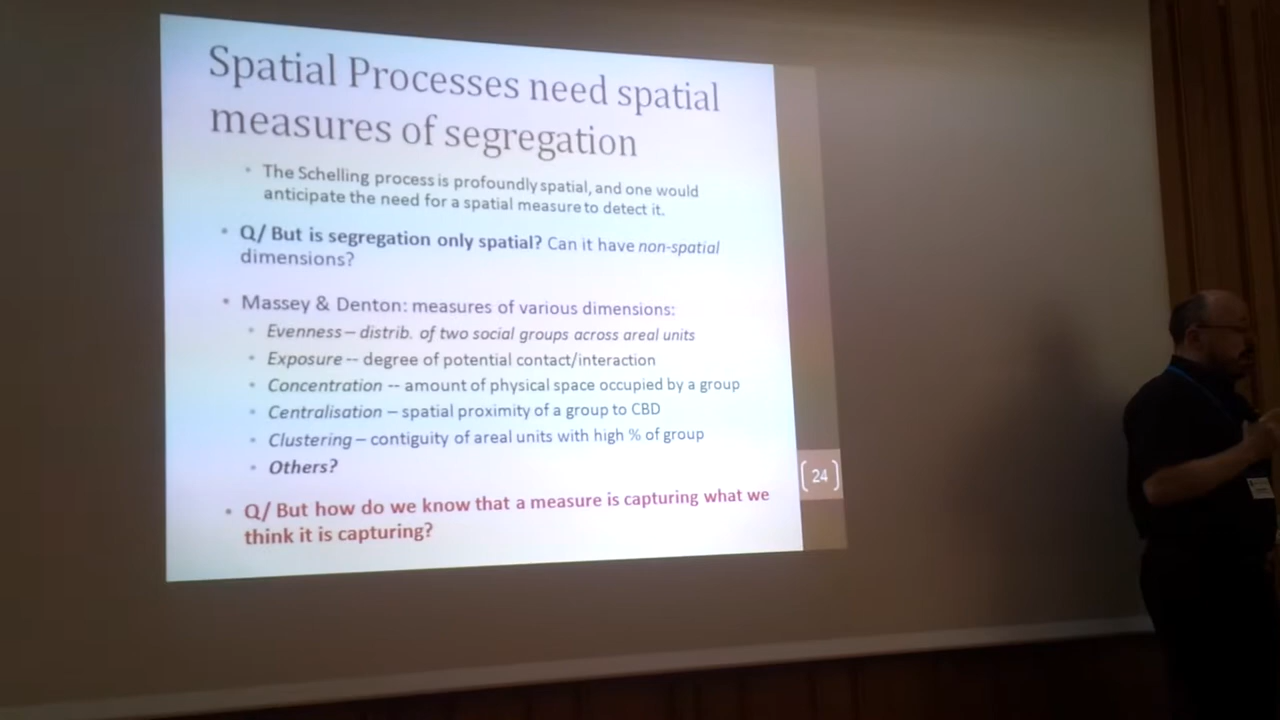 Spatial Processes need spatial
measures of segregation
• The Schelling process is profoundly spatial, and one would
anticipate the need for a spatial measure to detect it.
• Q/ But is segregation only spatial? Can it have non-spatial
dimensions?
• Massey & Denton: measures of various dimensions:
• Evenness – distrib. of two social groups across areal units
• Exposure -- degree of potential contact/interaction
• Concentration -- amount of physical space occupied by a group
• Centralisation – spatial proximity of a group to CBD
• Clustering – contiguity of areal units with high % of group
• Others?
• Q/ But how do we know that a measure is capturing what we
think it is capturing?
24